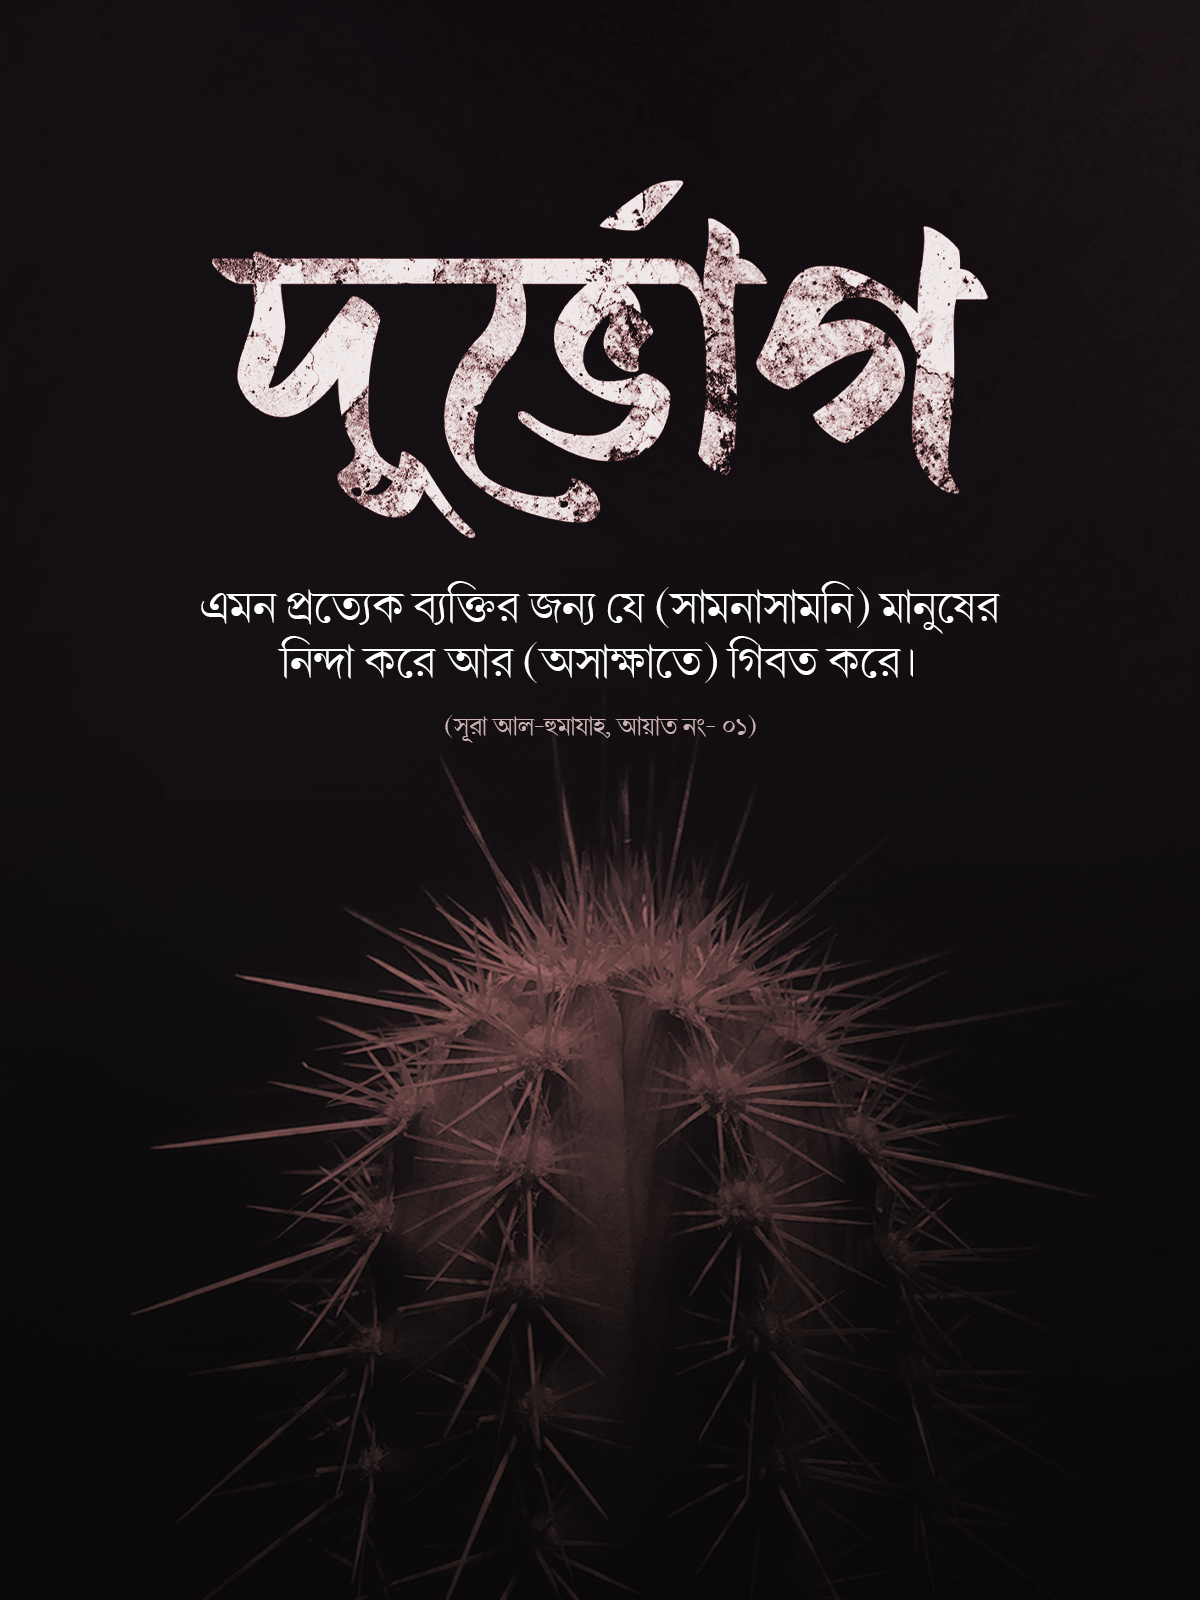 দুর্ভোগ
এমন প্রত্যেক ব্যক্তির জন্য যে (সামনাসামনি) মানুষের
নিন্দা করে আর (অসাক্ষাতে) গিবত করে।
(সূরা আল-হুমাযাহ, আয়াত নং- ০১)